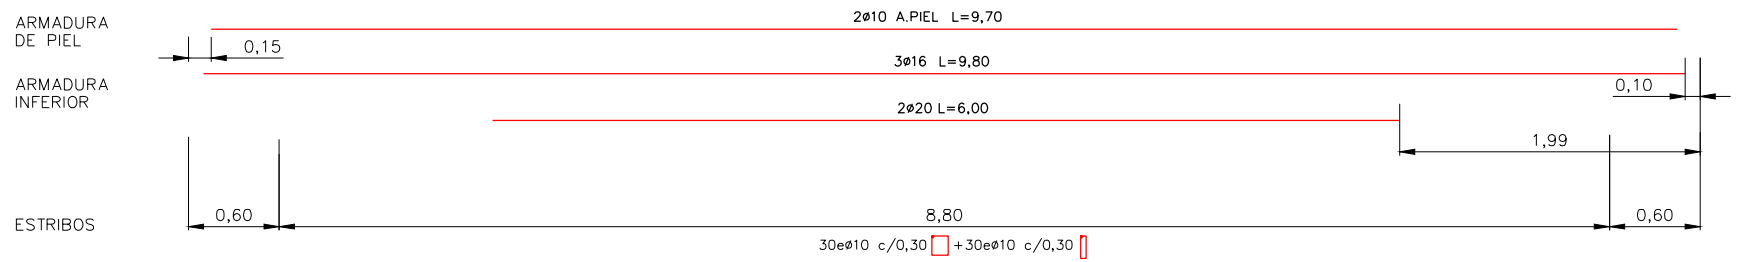 ARMADURA
DE PIEL
2ø10 A.PIEL L=9,70
0,15
3ø16 L=9,80
ARMADURA
INFERIOR
0,10
2ø20 L=6,00
1,99
ESTRIBOS
0,60
8,80
0,60
30eø10 c/0,30 +30eø10 c/0,30